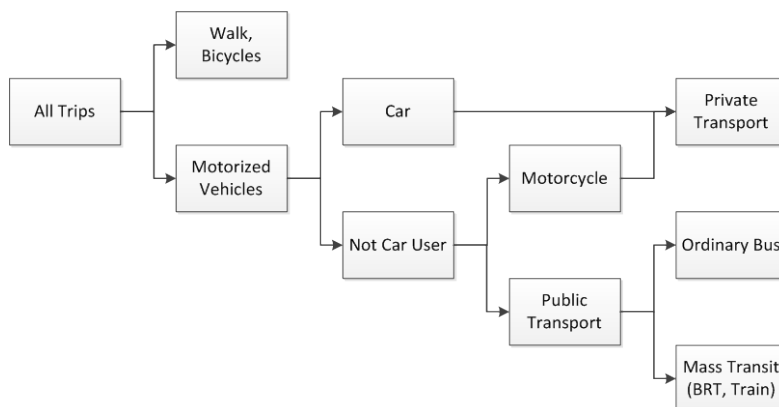 Walk,
Bicycles
All Trips
Car
Private
Transport
Motorized
Vehicles
Motorcycle
Not Car User
Ordinary Bus
Public
Transport
Mass Transit
(BRT, Train)